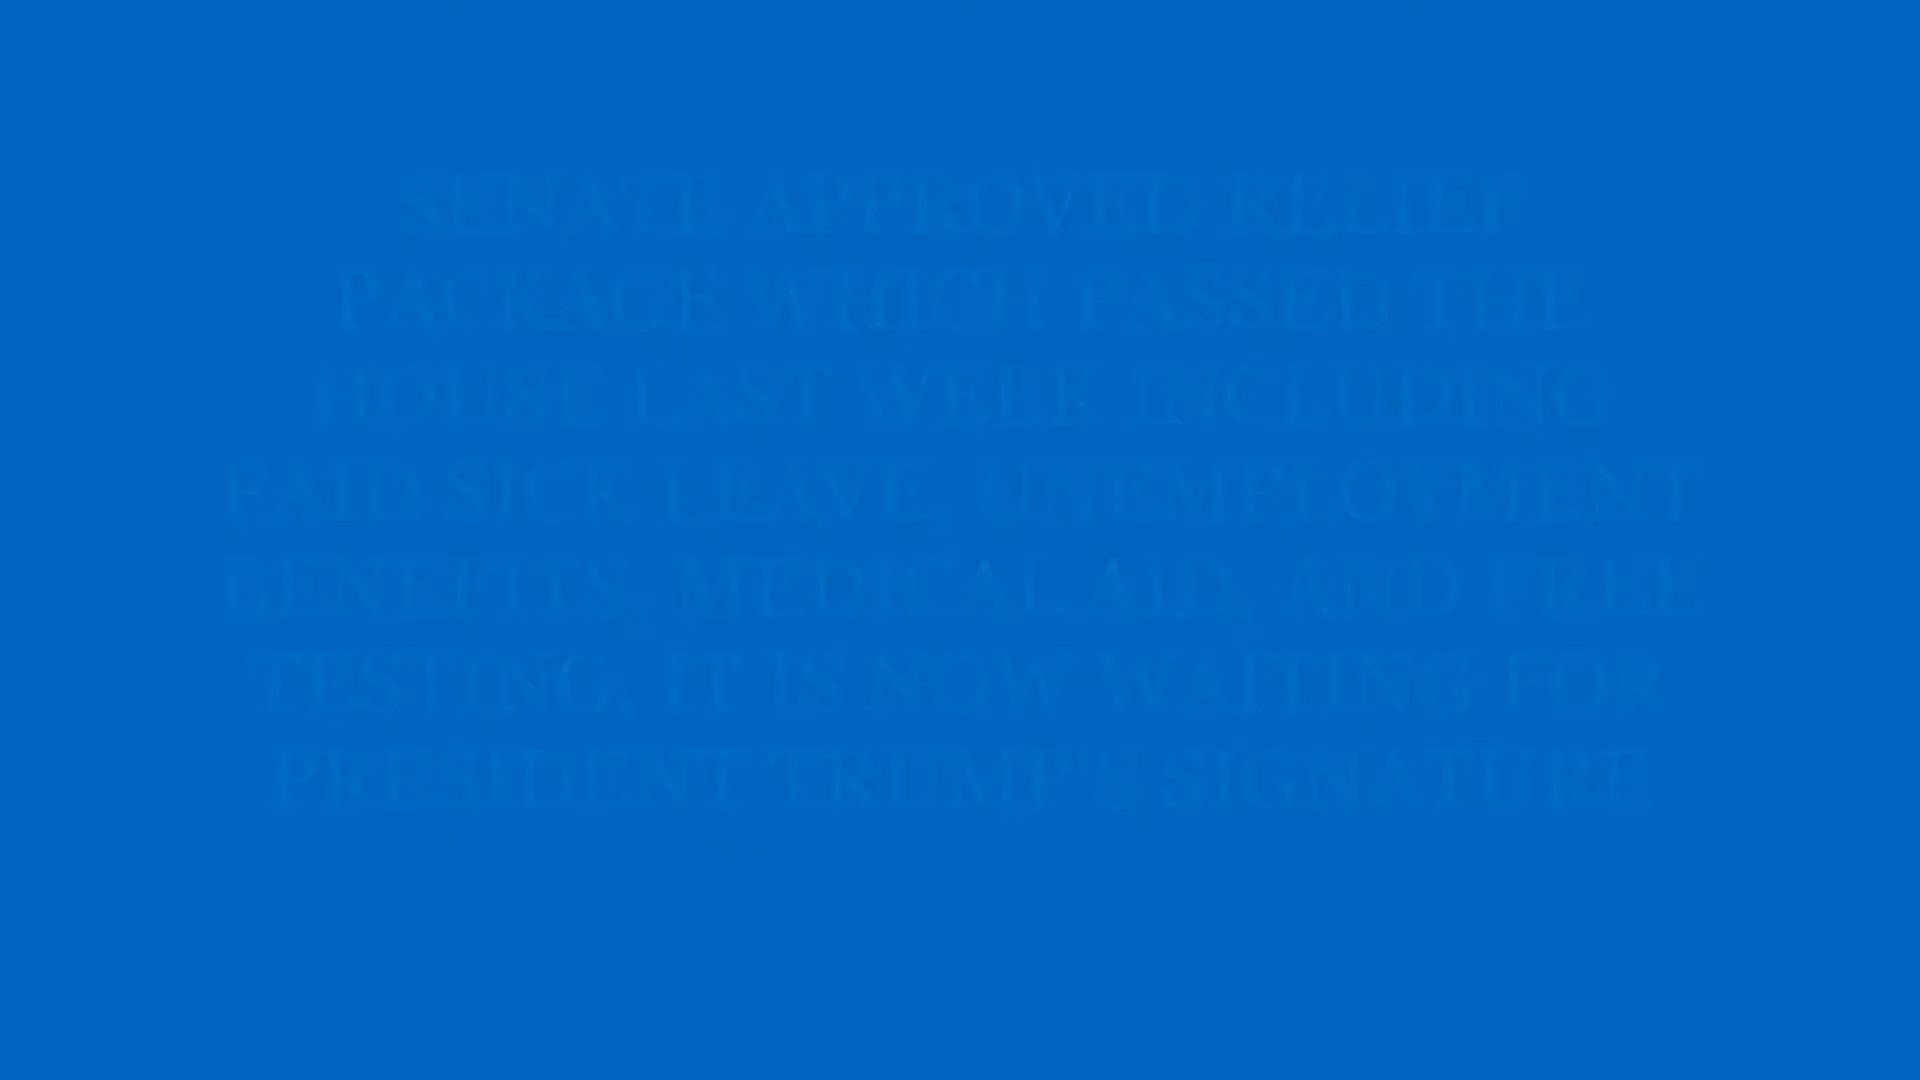 SENATE APPROVED RELIEF
PACKAGE WHICH PASSED THE
HOUSE LAST WEEK INCLUDING
PAID SICK LEAVE, UNEMPLOYMENT
BENEFITS, MEDICAL AID, AND FREE
TESTING, IT IS NOW WAITING FOR
PRESIDENT TRUMP'S SIGNATURE